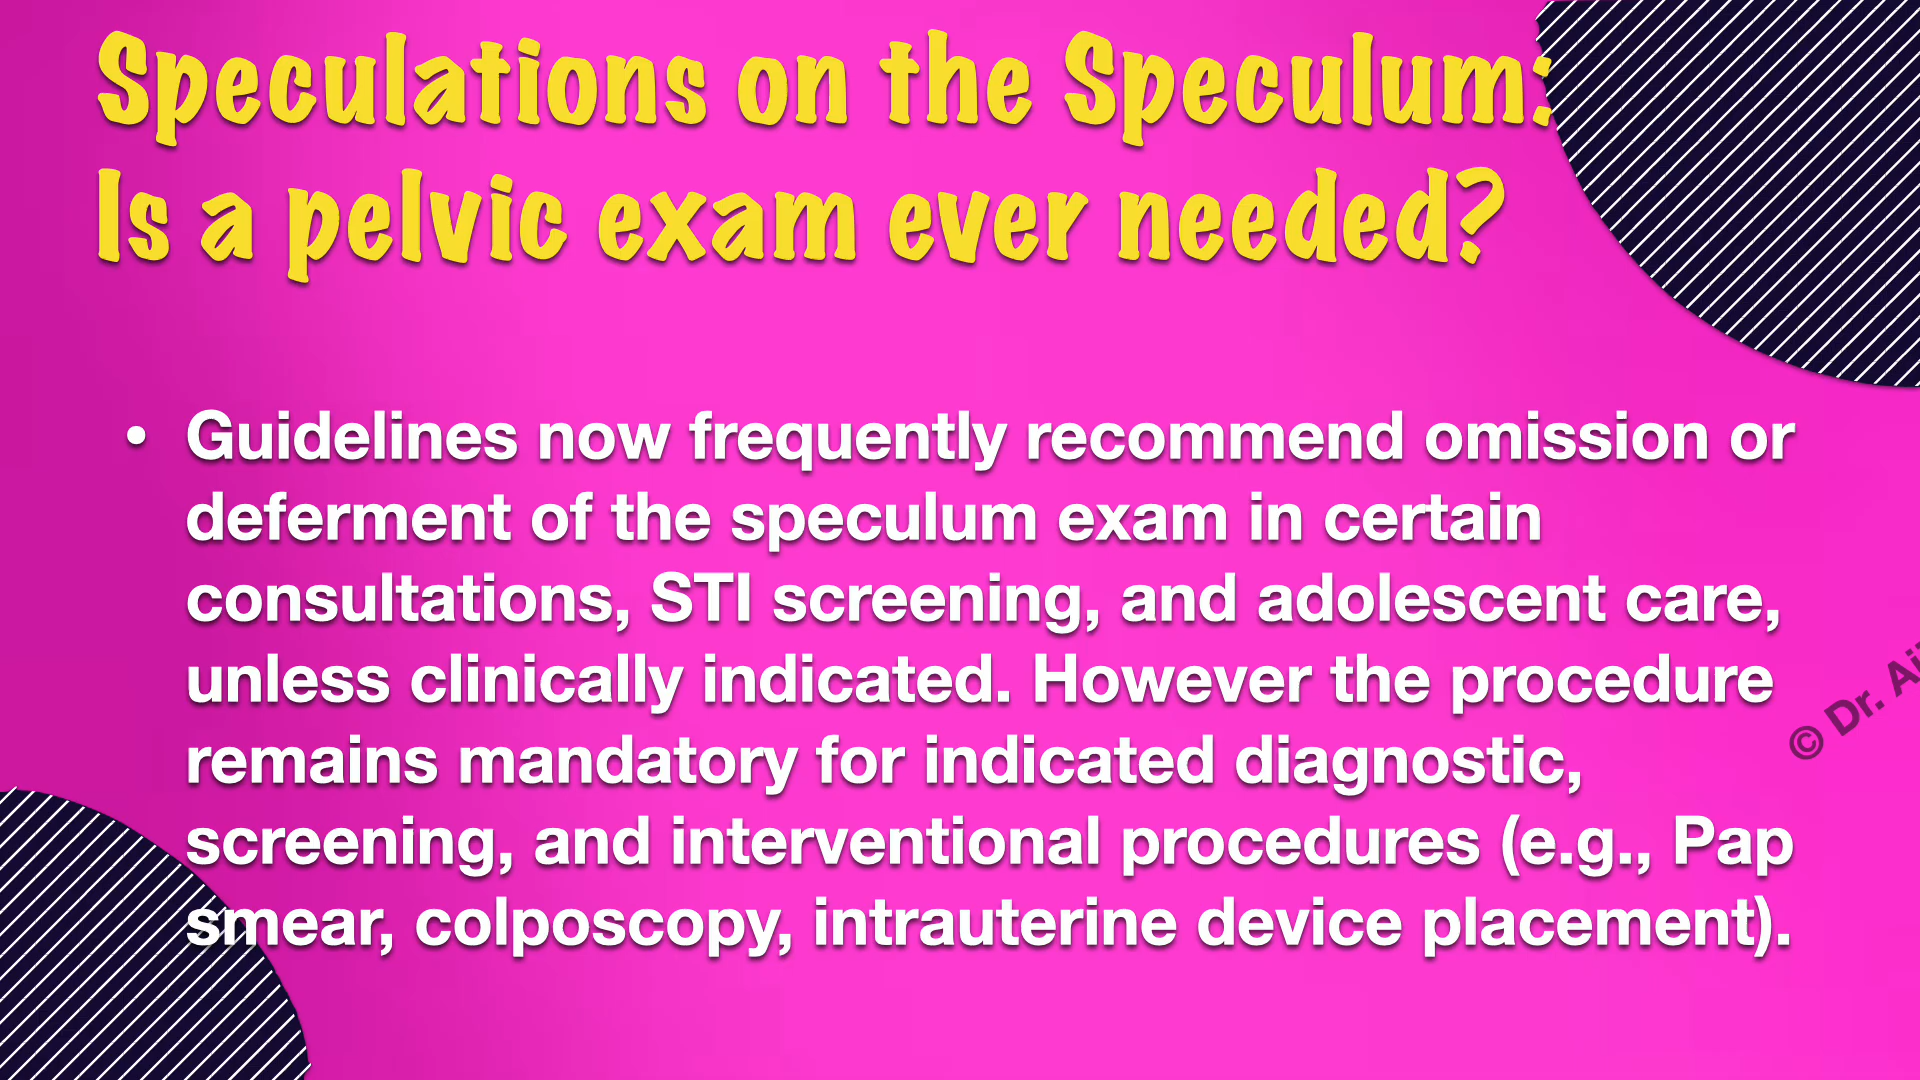 Speculations on the Speculum:
Is a pelvic exam ever needed?
• Guidelines now frequently recommend omission or
deferment of the speculum exam in certain
consultations, STI screening, and adolescent care,
unless clinically indicated. However the procedure
remains mandatory for indicated diagnostic,
screening, and interventional procedures (e.g., Pap
smear, colposcopy, intrauterine device placement).
© Dr.